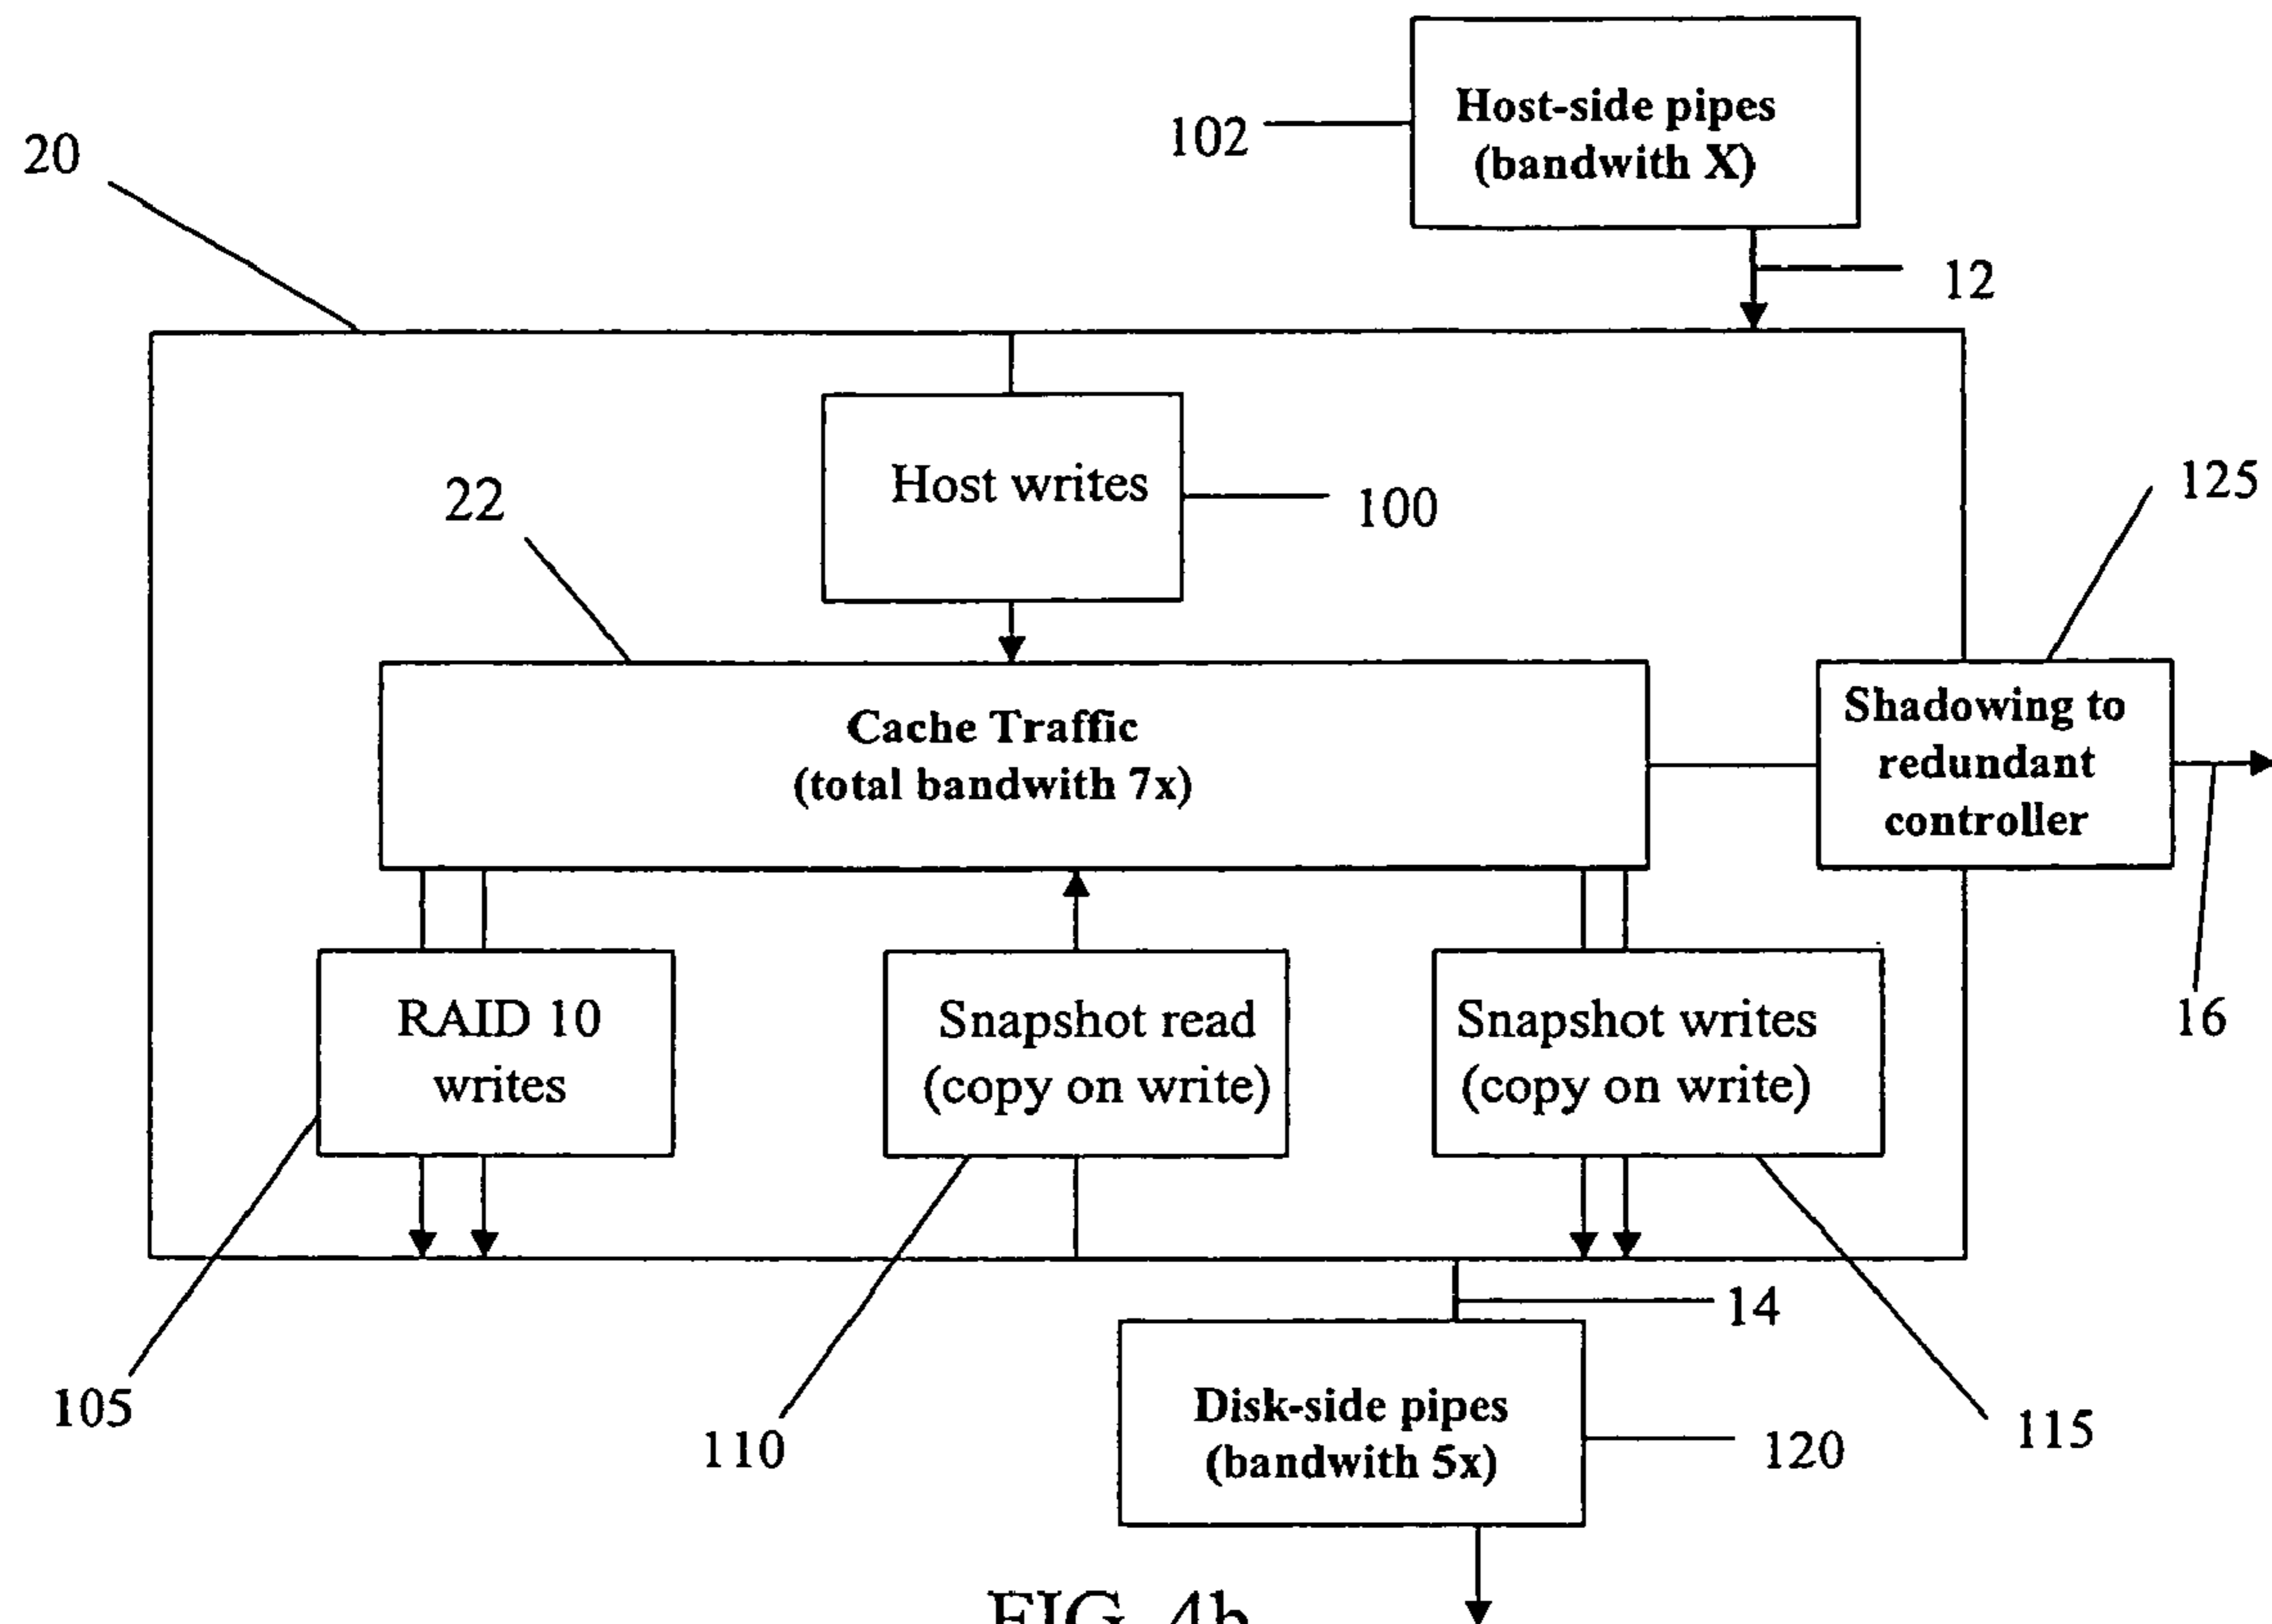 Host-side pipes
(bandwith X)
102
20
12
Host writes
100
22
125
Cache Traffic
(total bandwith 7x)
Shadowing to
redundant
controller
16
RAID 10
writes
Snapshot read
(copy on write)
Snapshot writes
(copy on write)
14
105
110
Disk-side pipes
(bandwith 5x)
120
115
FIG. 4b